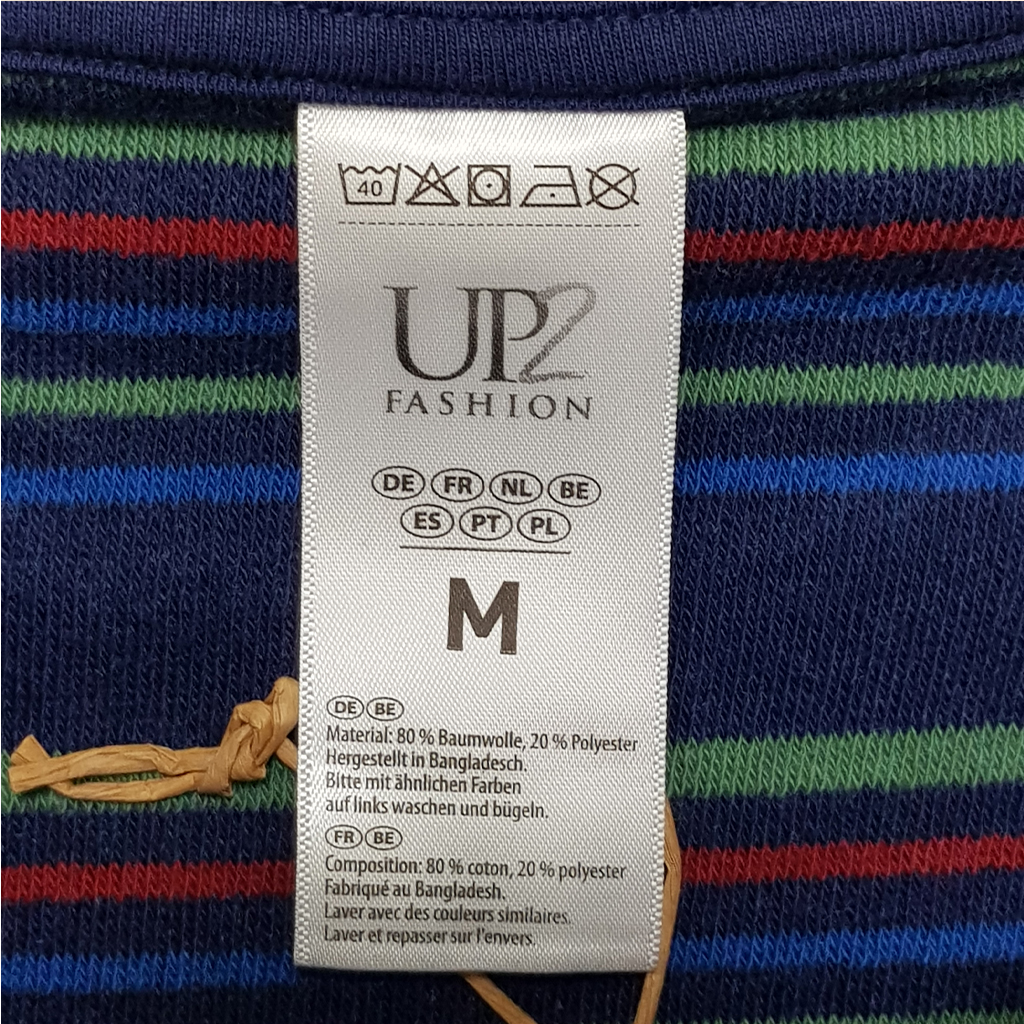 40
UP2
FASHION
DE FR NL BE
ES PT PL
M
DE BE
Material: 80 % Baumwolle, 20 % Polyester
Hergestellt in Bangladesch.
Bitte mit ähnlichen Farben
auf links waschen und bügeln.
FR BE
Composition: 80 % coton, 20 % polyester
Fabriqué au Bangladesh.
Laver avec des couleurs similaires.
Laver et repasser sur l'envers.